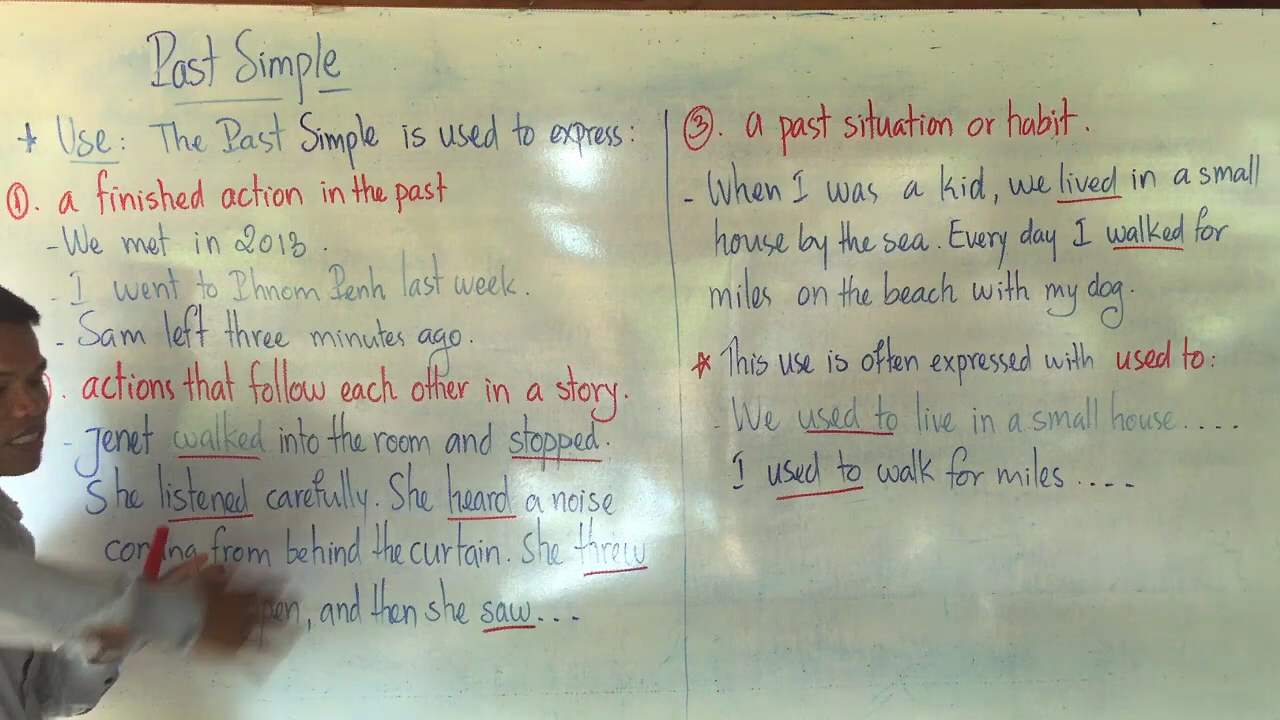 Past Simple
* Use: The Past Simple is used to express:
①. a finished action in the past
- We met in 2013.
- I went to Phnom Penh last week.
- Sam left three minutes ago.
. actions that follow each other in a story.
- Jenet walked into the room and stopped.
She listened carefully. She heard a noise
from behind the curtain. She threw
, and then she saw...
③. a past situation or habit.
- When I was a kid, we lived in a small
house by the sea. Every day I walked for
miles on the beach with my dog.
* This use is often expressed with used to:
- We used to live in a small house....
I used to walk for miles....